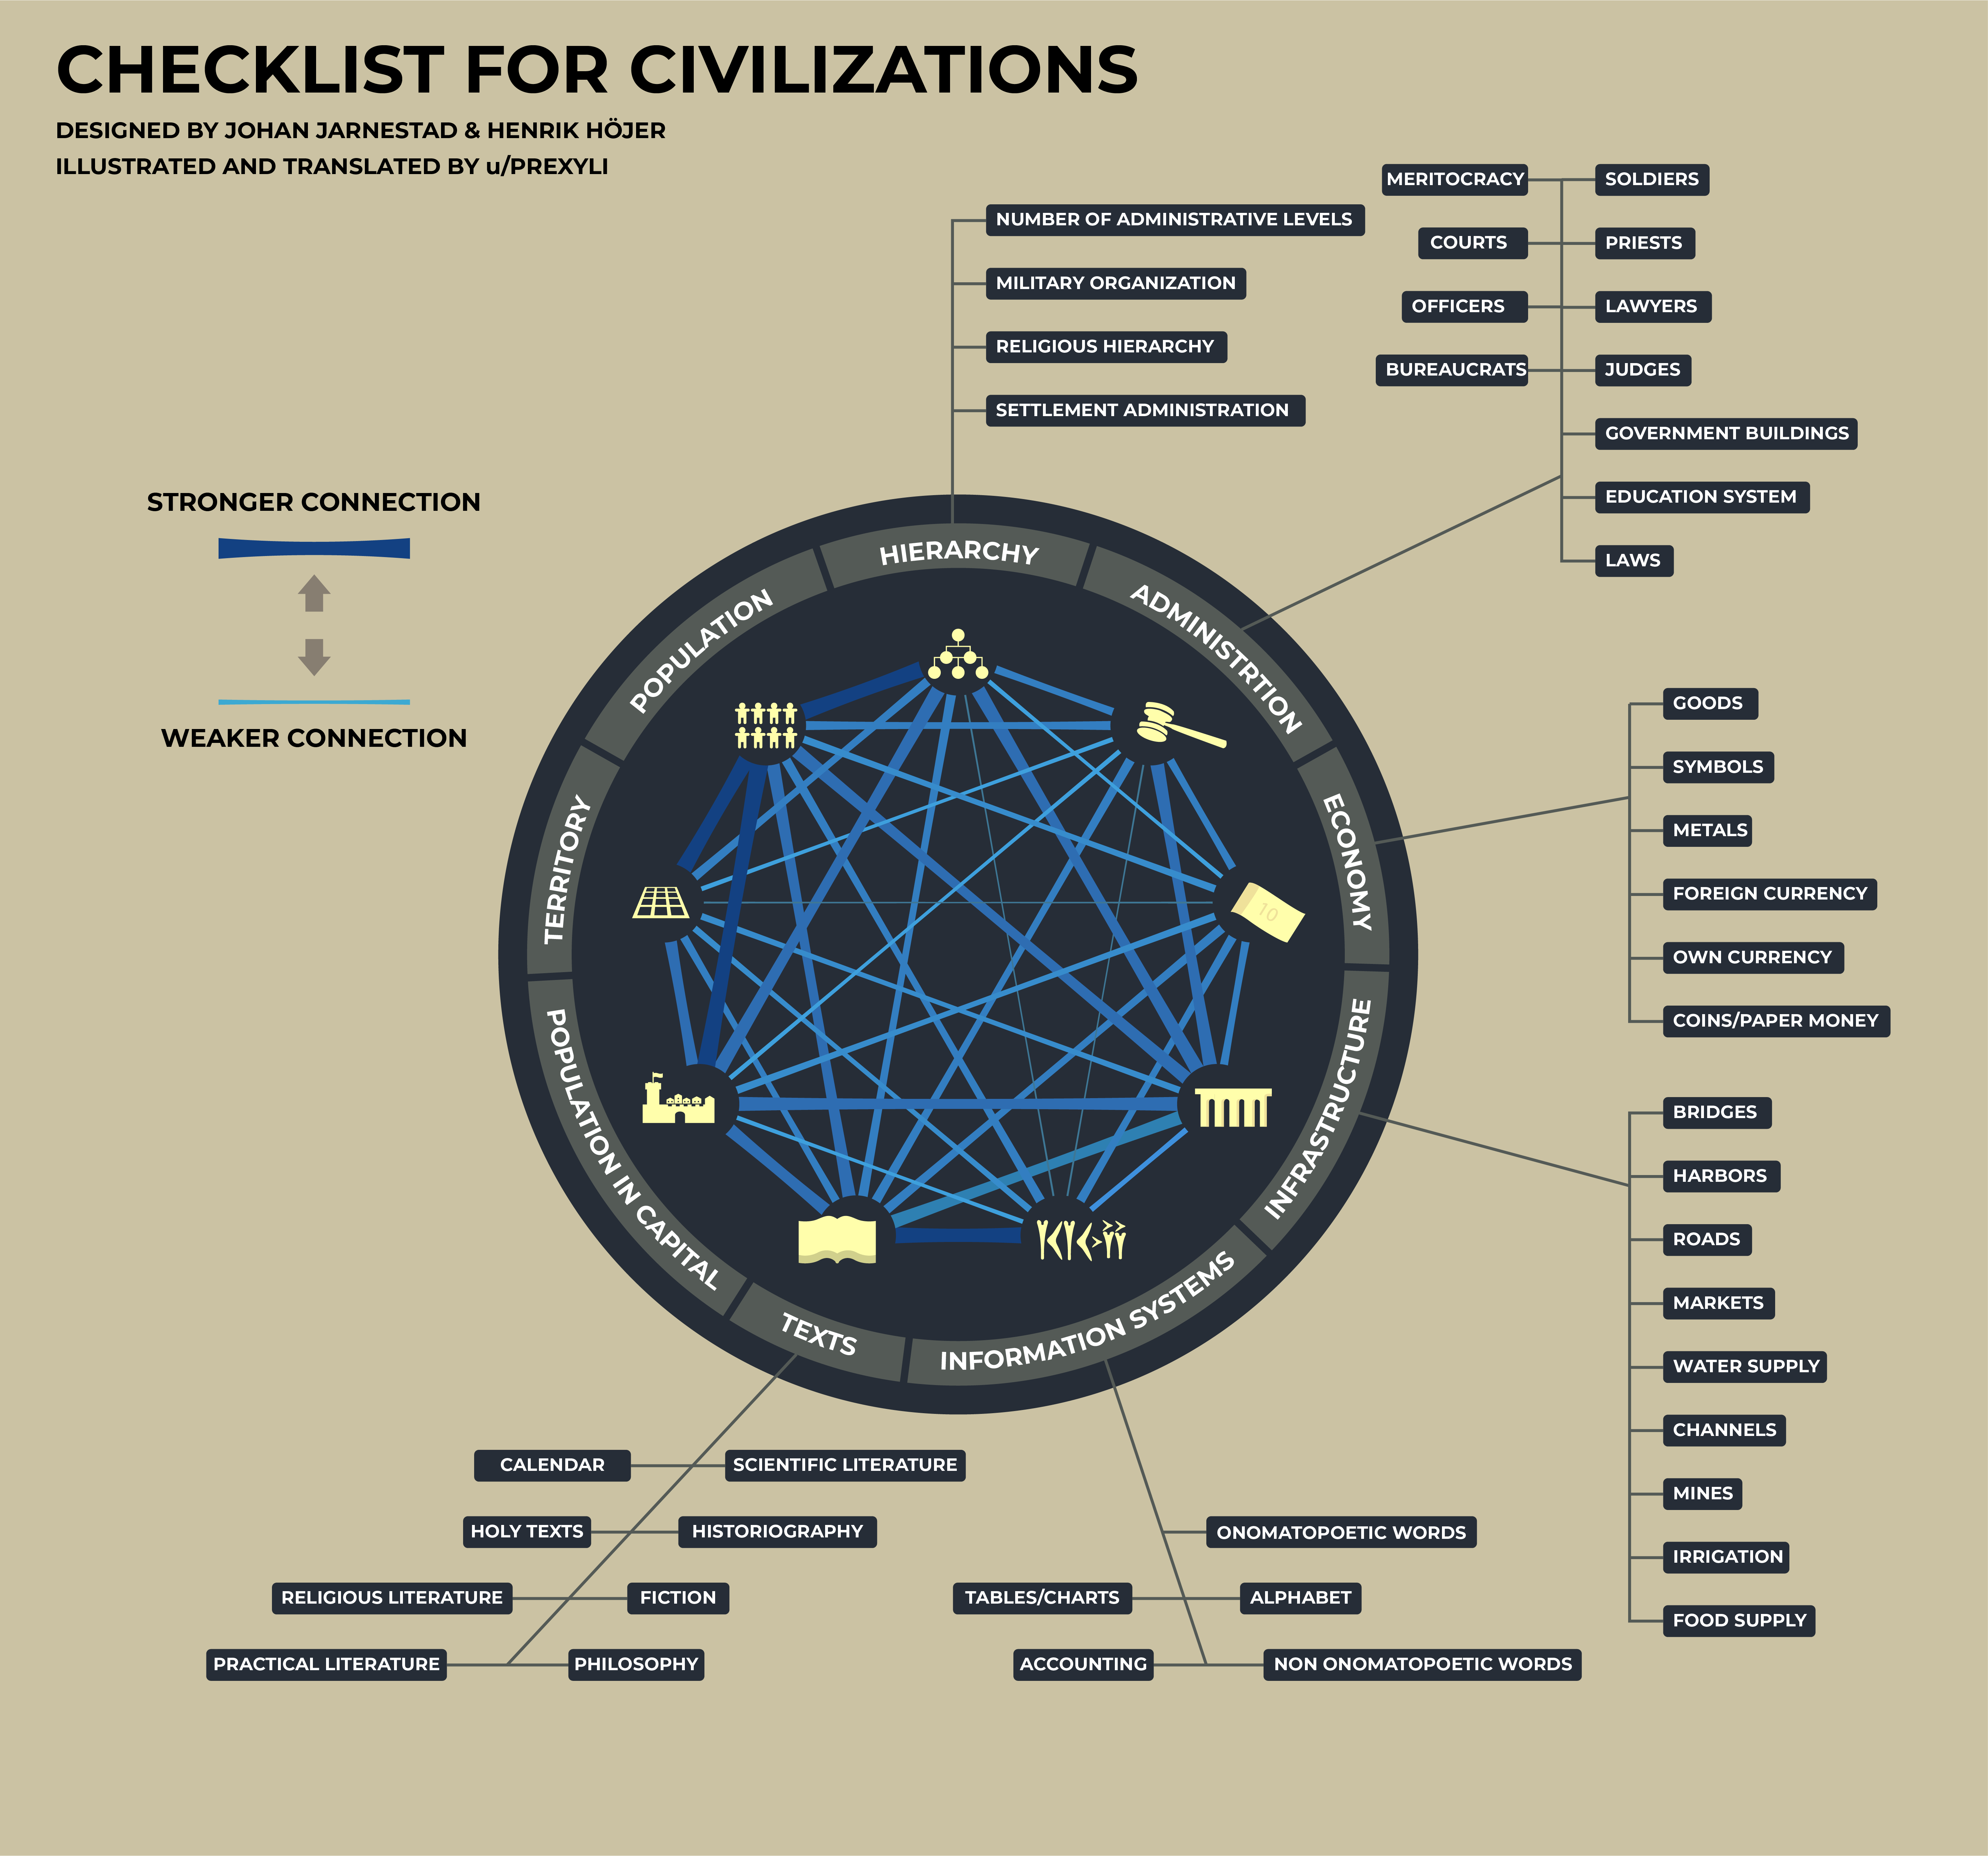 CHECKLIST FOR CIVILIZATIONS
DESIGNED BY JOHAN JARNESTAD & HENRIK HÖJER
ILLUSTRATED AND TRANSLATED BY u/PREXYLI
STRONGER CONNECTION
WEAKER CONNECTION
HIERARCHY
NUMBER OF ADMINISTRATIVE LEVELS
MILITARY ORGANIZATION
RELIGIOUS HIERARCHY
SETTLEMENT ADMINISTRATION
ADMINISTRTION
MERITOCRACY
SOLDIERS
COURTS
PRIESTS
OFFICERS
LAWYERS
BUREAUCRATS
JUDGES
GOVERNMENT BUILDINGS
EDUCATION SYSTEM
LAWS
ECONOMY
GOODS
SYMBOLS
METALS
FOREIGN CURRENCY
OWN CURRENCY
COINS/PAPER MONEY
10
INFRASTRUCTURE
BRIDGES
HARBORS
ROADS
MARKETS
WATER SUPPLY
CHANNELS
MINES
IRRIGATION
FOOD SUPPLY
INFORMATION SYSTEMS
ONOMATOPOETIC WORDS
TABLES/CHARTS
ALPHABET
ACCOUNTING
NON ONOMATOPOETIC WORDS
TEXTS
CALENDAR
SCIENTIFIC LITERATURE
HOLY TEXTS
HISTORIOGRAPHY
RELIGIOUS LITERATURE
FICTION
PRACTICAL LITERATURE
PHILOSOPHY
POPULATION IN CAPITAL
TERRITORY
POPULATION